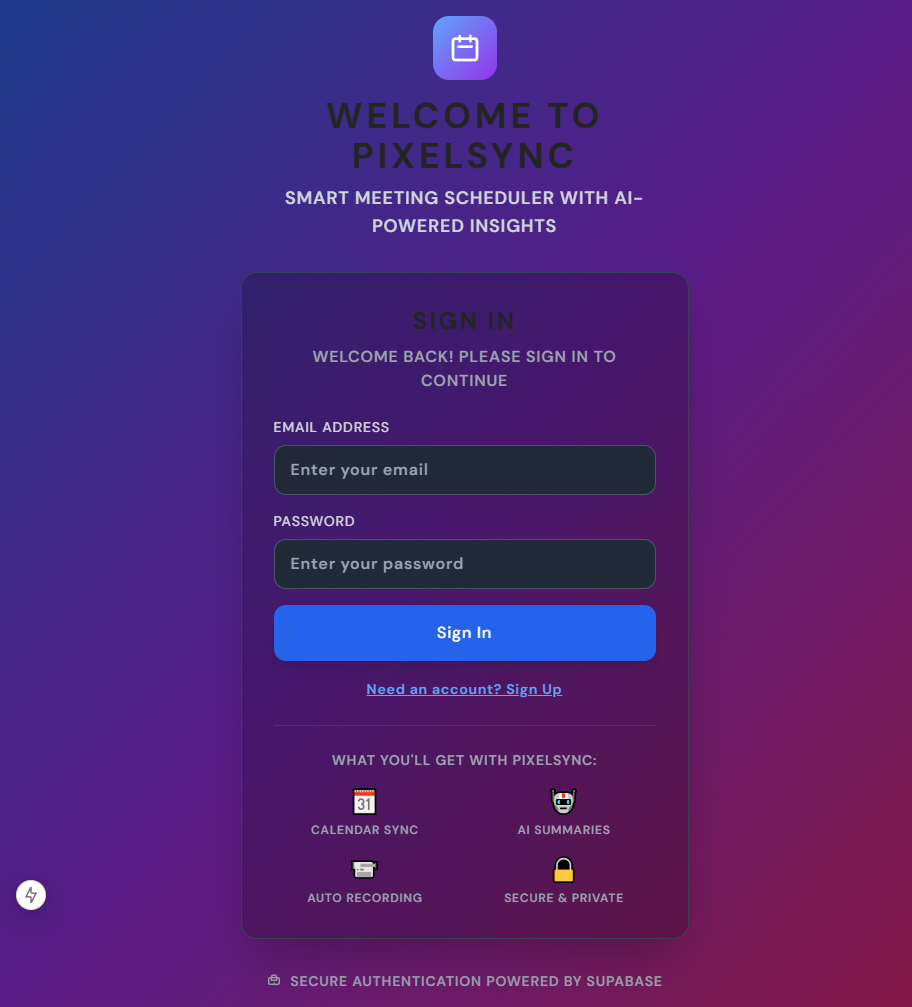 WELCOME TO
PIXELSYNC
SMART MEETING SCHEDULER WITH AI-
POWERED INSIGHTS
SIGN IN
WELCOME BACK! PLEASE SIGN IN TO
CONTINUE
EMAIL ADDRESS
Enter your email
PASSWORD
Enter your password
Sign In
Need an account? Sign Up
WHAT YOU'LL GET WITH PIXELSYNC:
31
CALENDAR SYNC
AI SUMMARIES
AUTO RECORDING
SECURE & PRIVATE
SECURE AUTHENTICATION POWERED BY SUPABASE